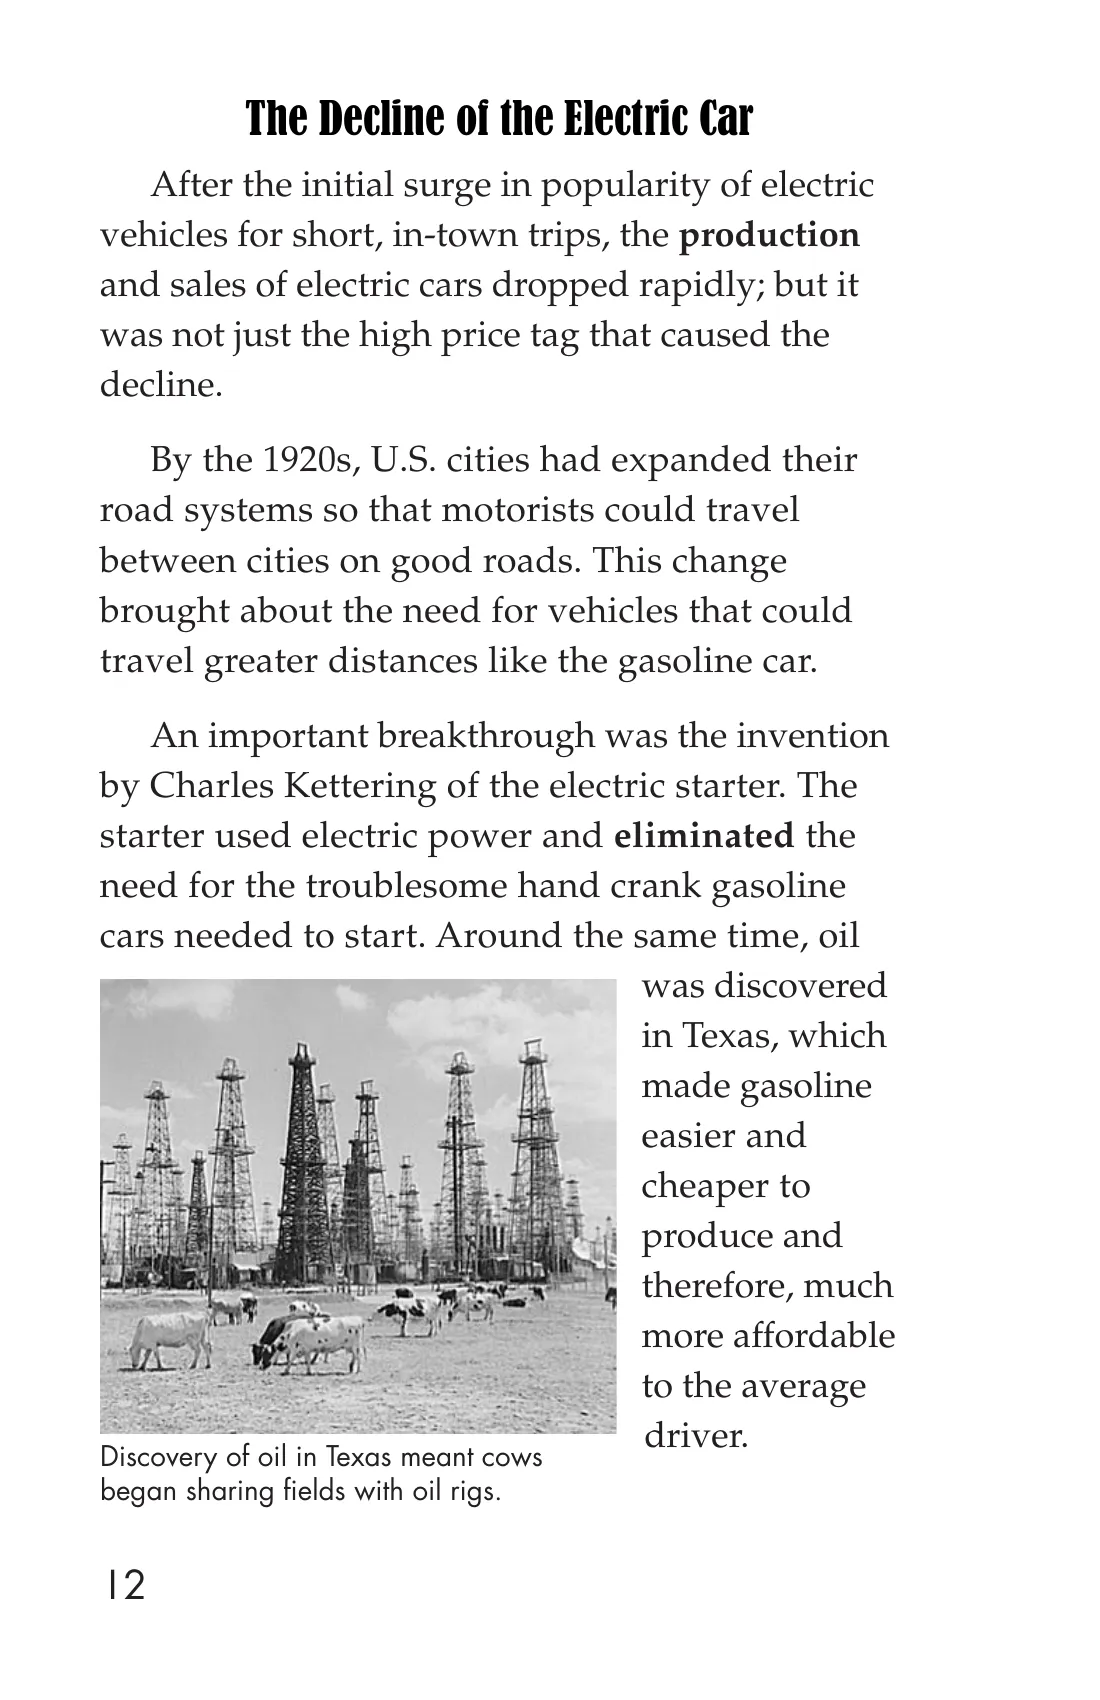 The Decline of the Electric Car
After the initial surge in popularity of electric
vehicles for short, in-town trips, the production
and sales of electric cars dropped rapidly; but it
was not just the high price tag that caused the
decline.
By the 1920s, U.S. cities had expanded their
road systems so that motorists could travel
between cities on good roads. This change
brought about the need for vehicles that could
travel greater distances like the gasoline car.
An important breakthrough was the invention
by Charles Kettering of the electric starter. The
starter used electric power and eliminated the
need for the troublesome hand crank gasoline
cars needed to start. Around the same time, oil
was discovered
in Texas, which
made gasoline
easier and
cheaper to
produce and
therefore, much
more affordable
to the average
driver.
Discovery of oil in Texas meant cows
began sharing fields with oil rigs.
12